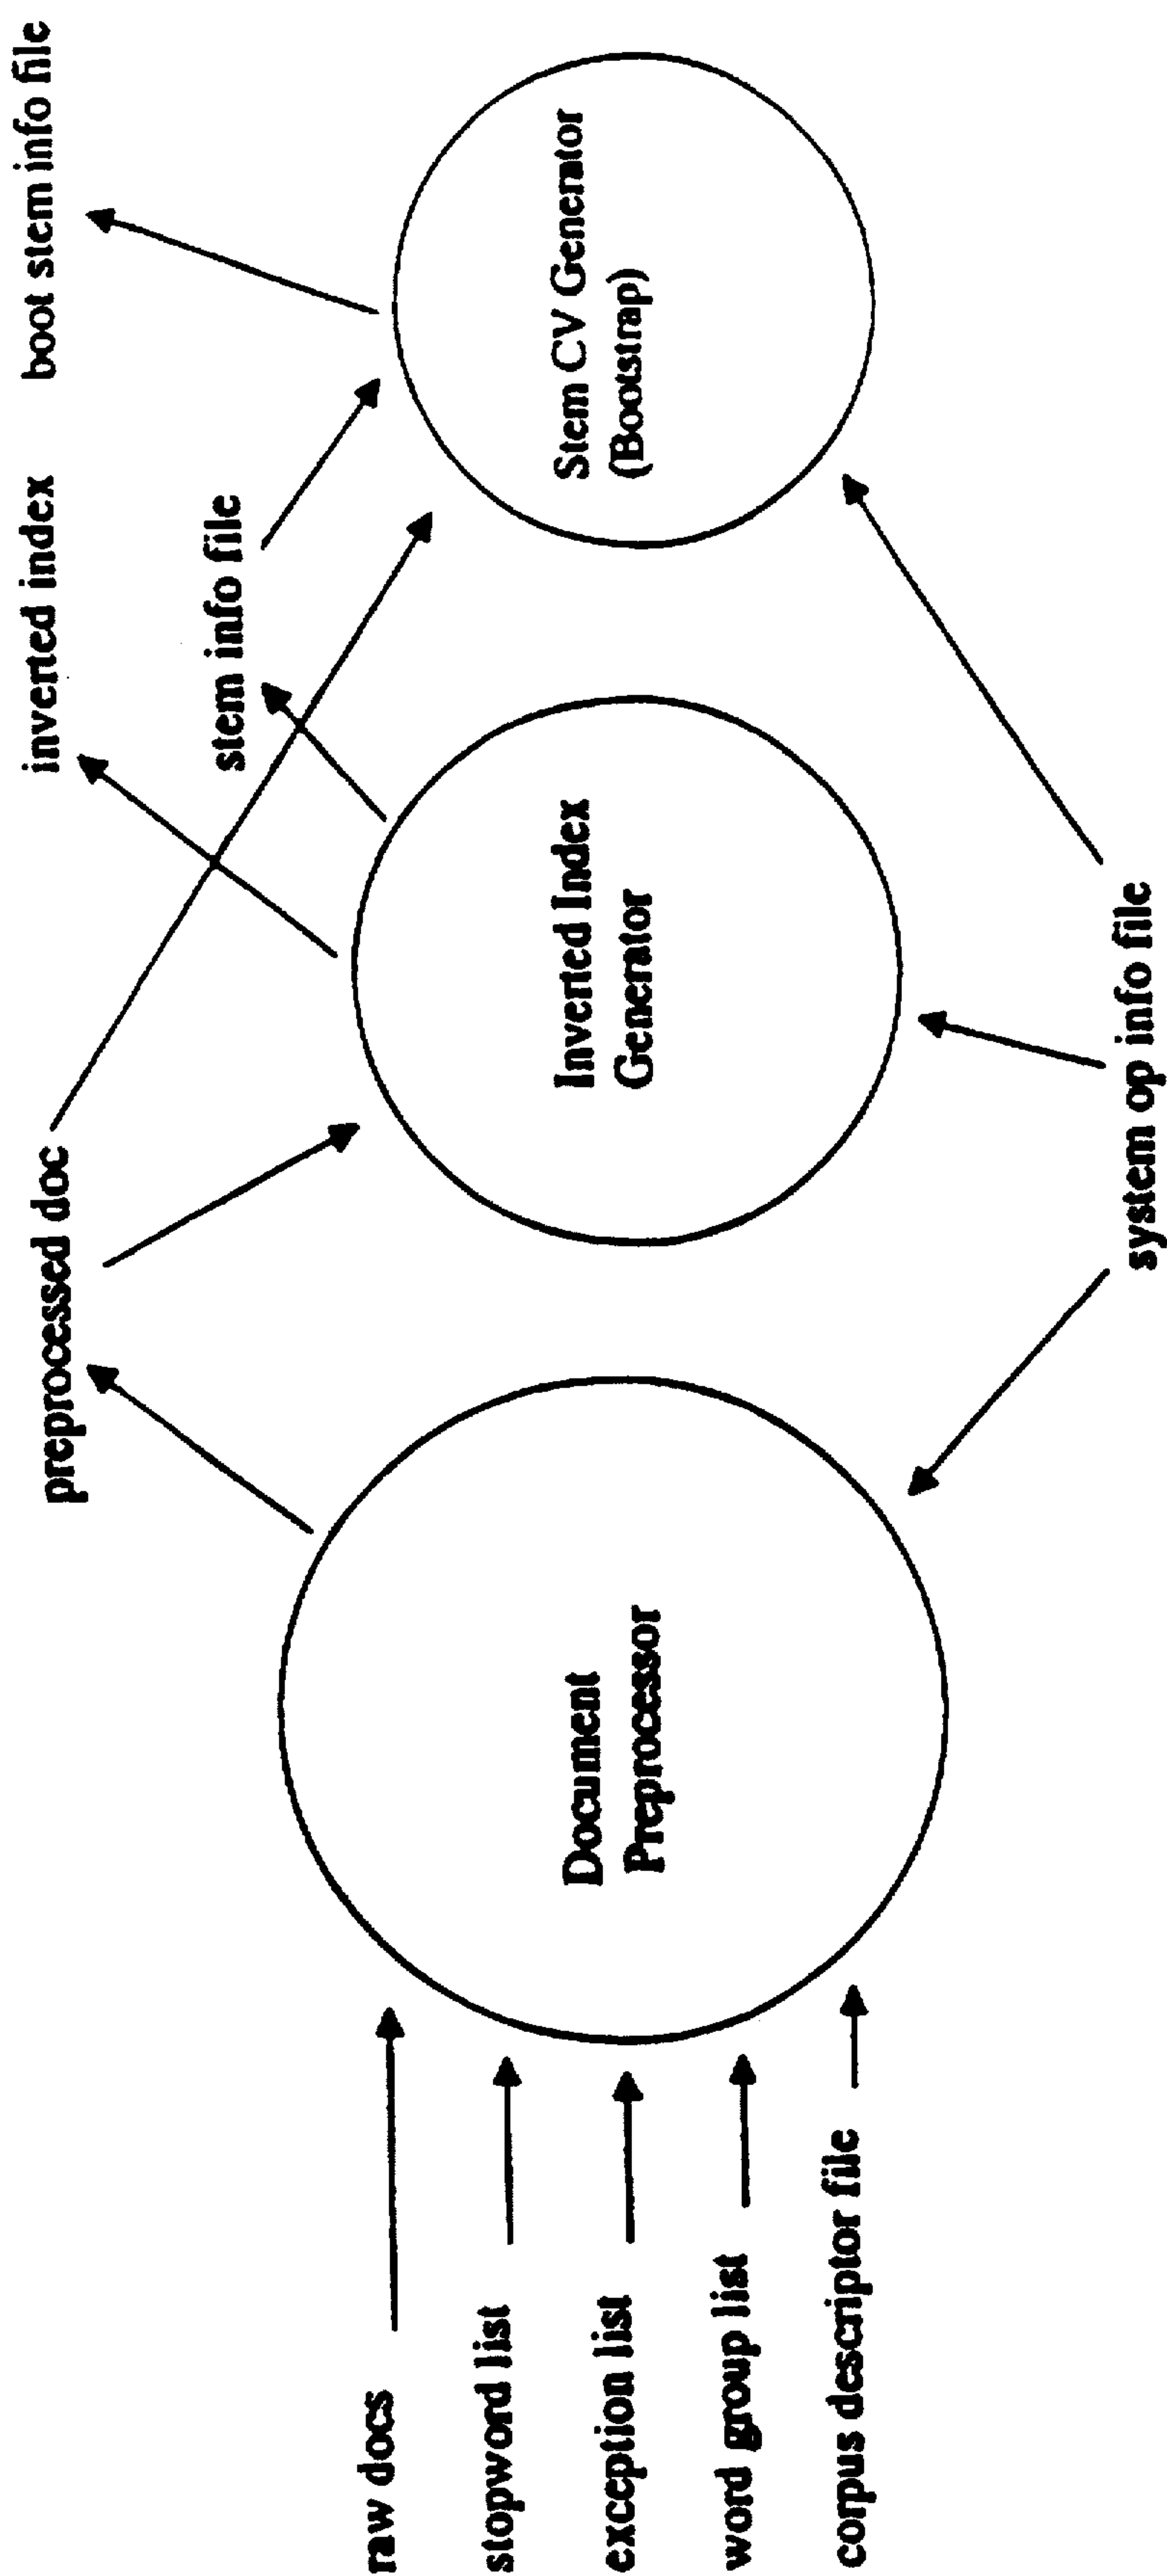 preprocessed doc
inverted index
boot stem info file
stem info file
raw docs
stopword list
exception list
word group list
corpus descriptor file
Document
Preprocessor
Inverted Index
Generator
Stem CV Generator
(Bootstrap)
system op info file